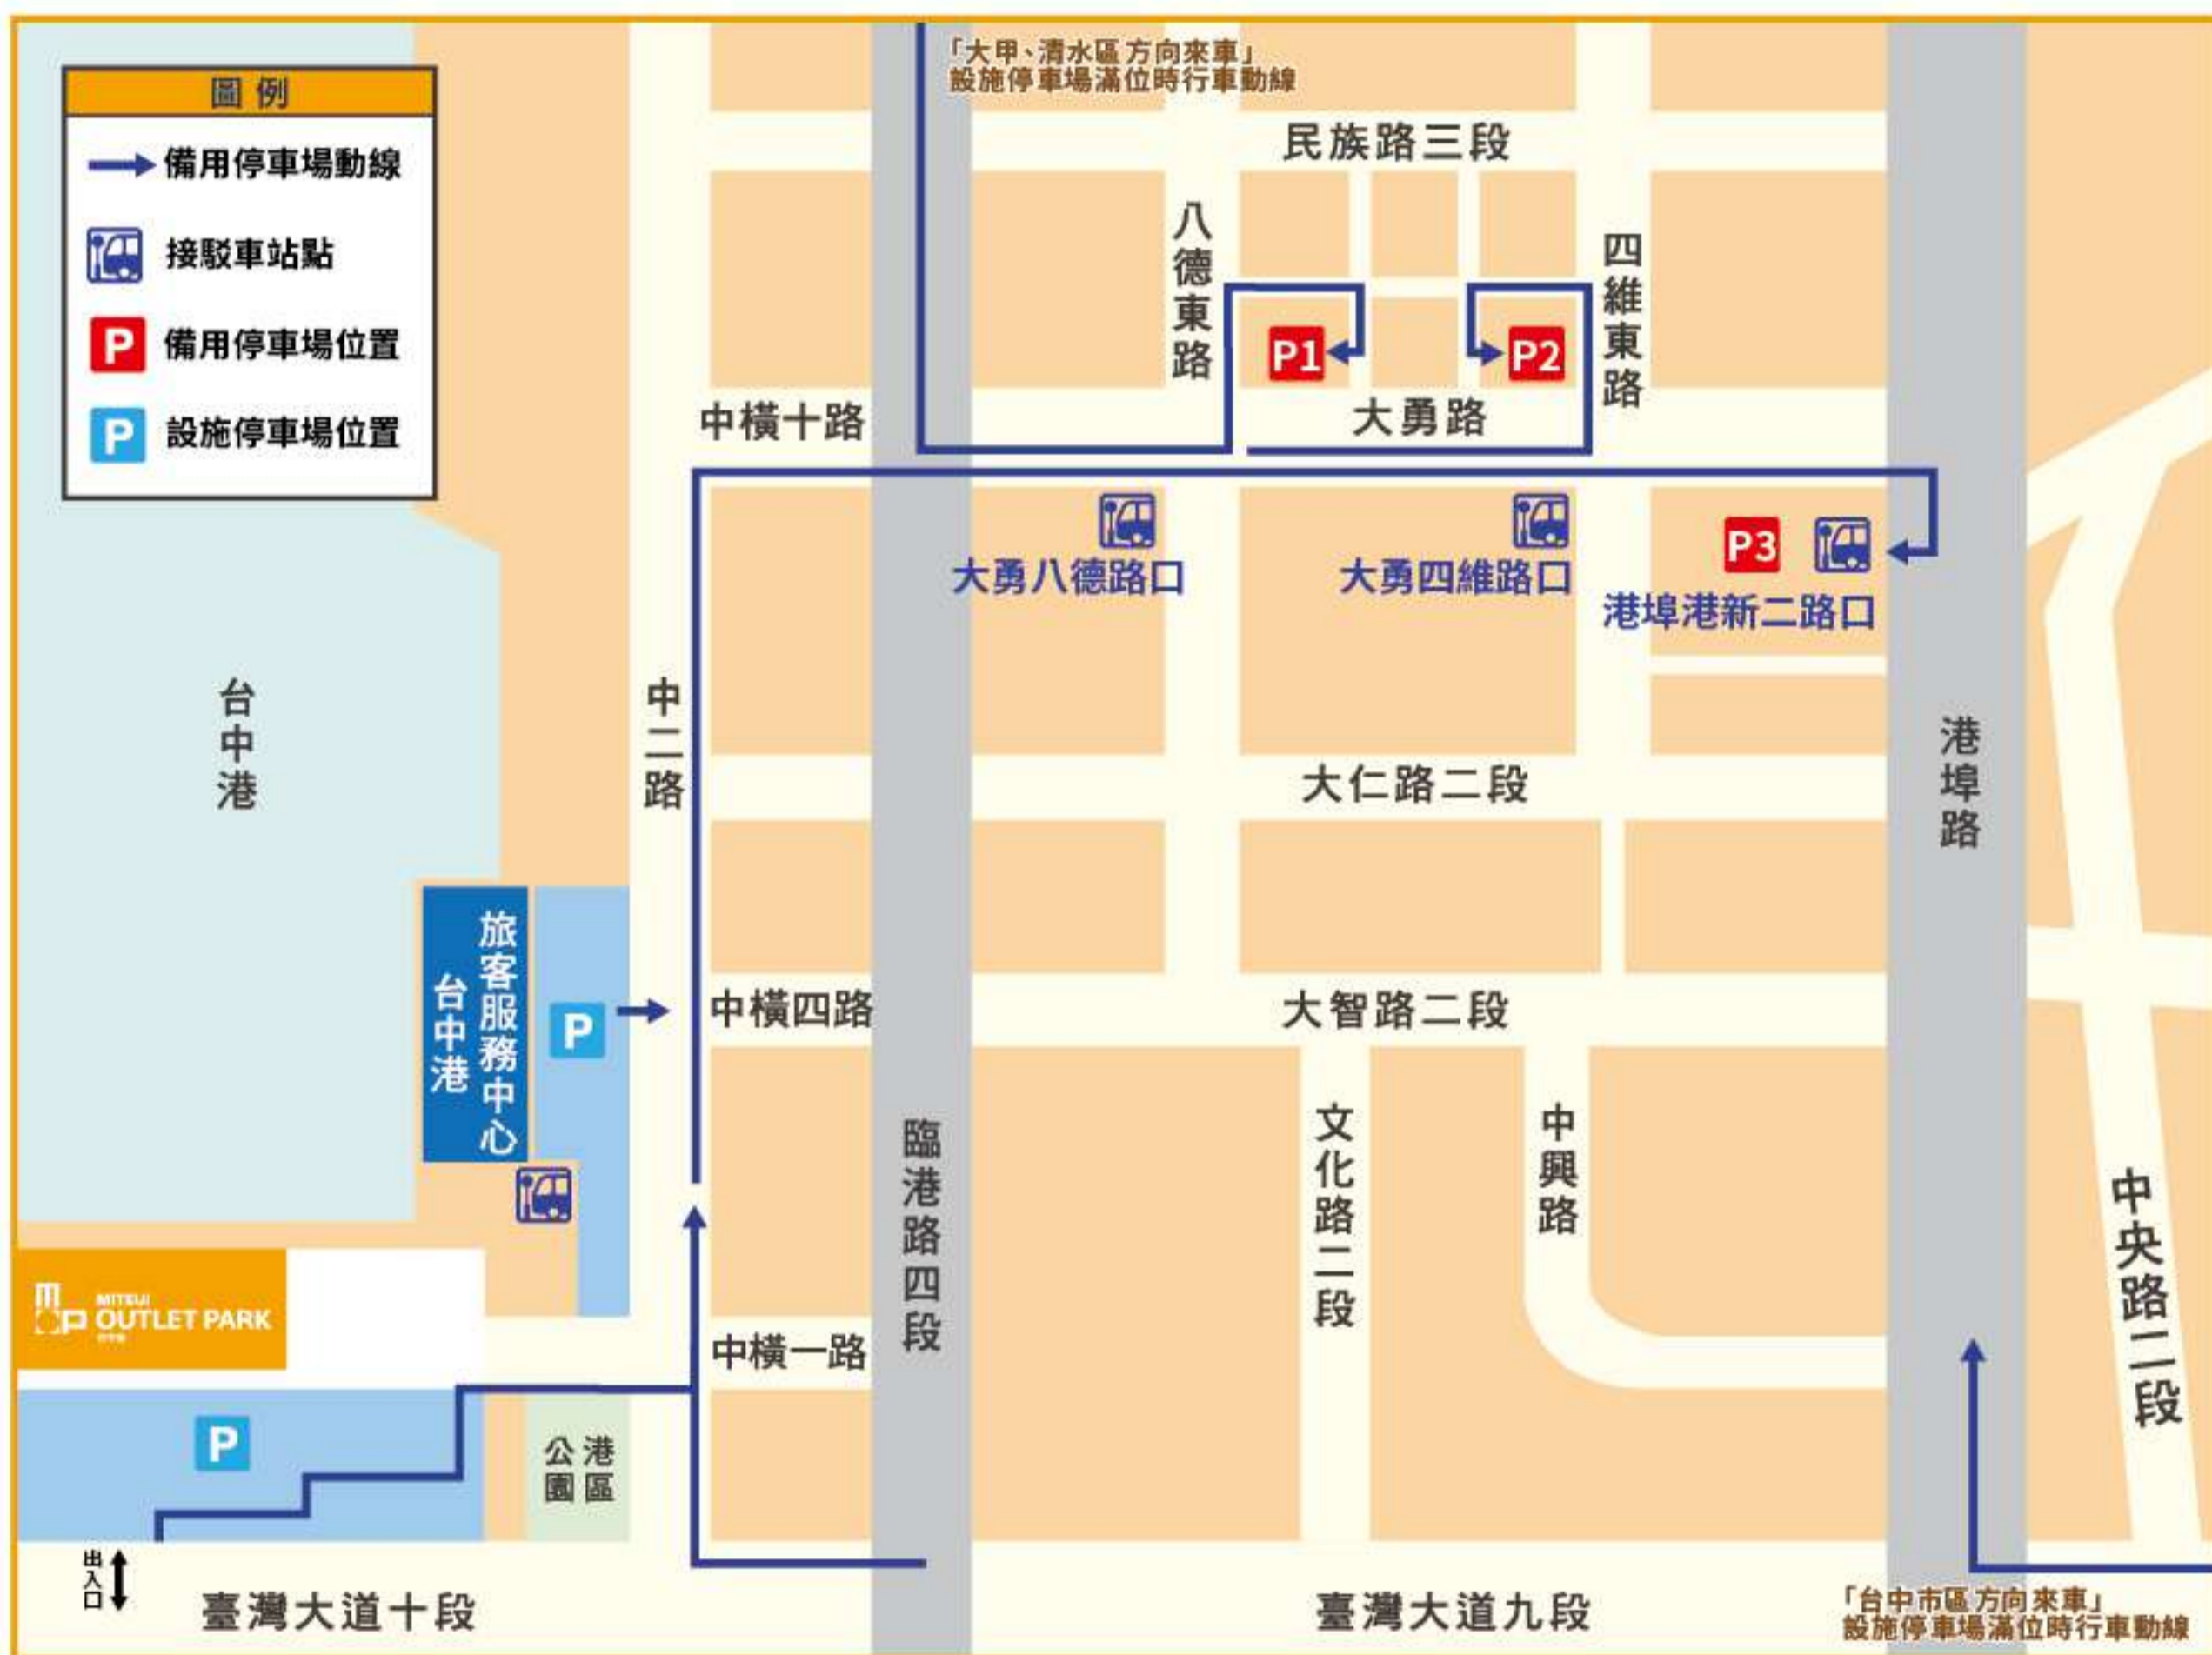 圖例
備用停車場動線
接駁車站點
P 備用停車場位置
P 設施停車場位置
「大甲、清水區方向來車」
設施停車場滿位時行車動線
民族路三段
八德東路
四維東路
P1
P2
中橫十路
大勇路
大勇八德路口
大勇四維路口
P3
港埠港新二路口
台中港
中二路
大仁路二段
港埠路
台中港
旅客服務中心
P
中橫四路
大智路二段
臨港路四段
文化路二段
中興路
中央路二段
MITSUI
OUTLET PARK
中橫一路
P
港區
公園
出入口
臺灣大道十段
臺灣大道九段
「台中市區方向來車」
設施停車場滿位時行車動線